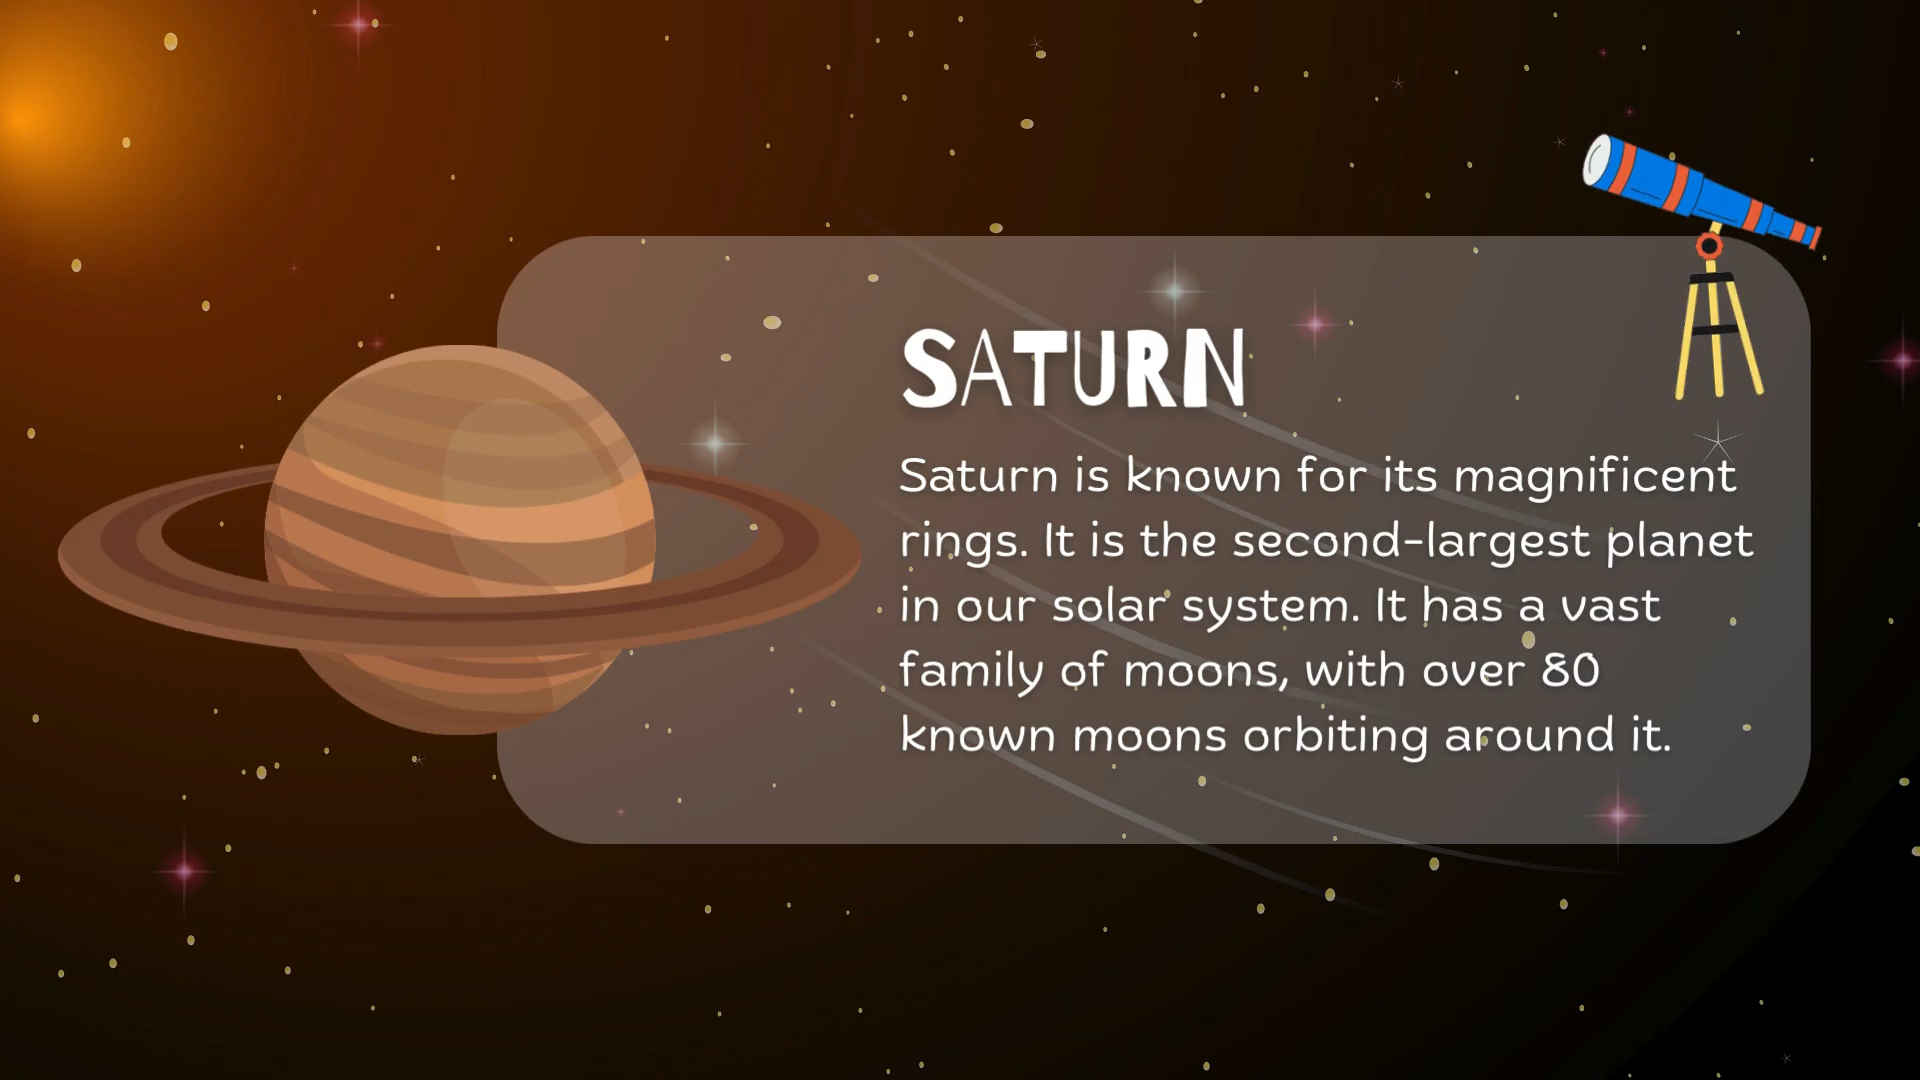 SATURN
Saturn is known for its magnificent
rings. It is the second-largest planet
in our solar system. It has a vast
family of moons, with over 80
known moons orbiting around it.